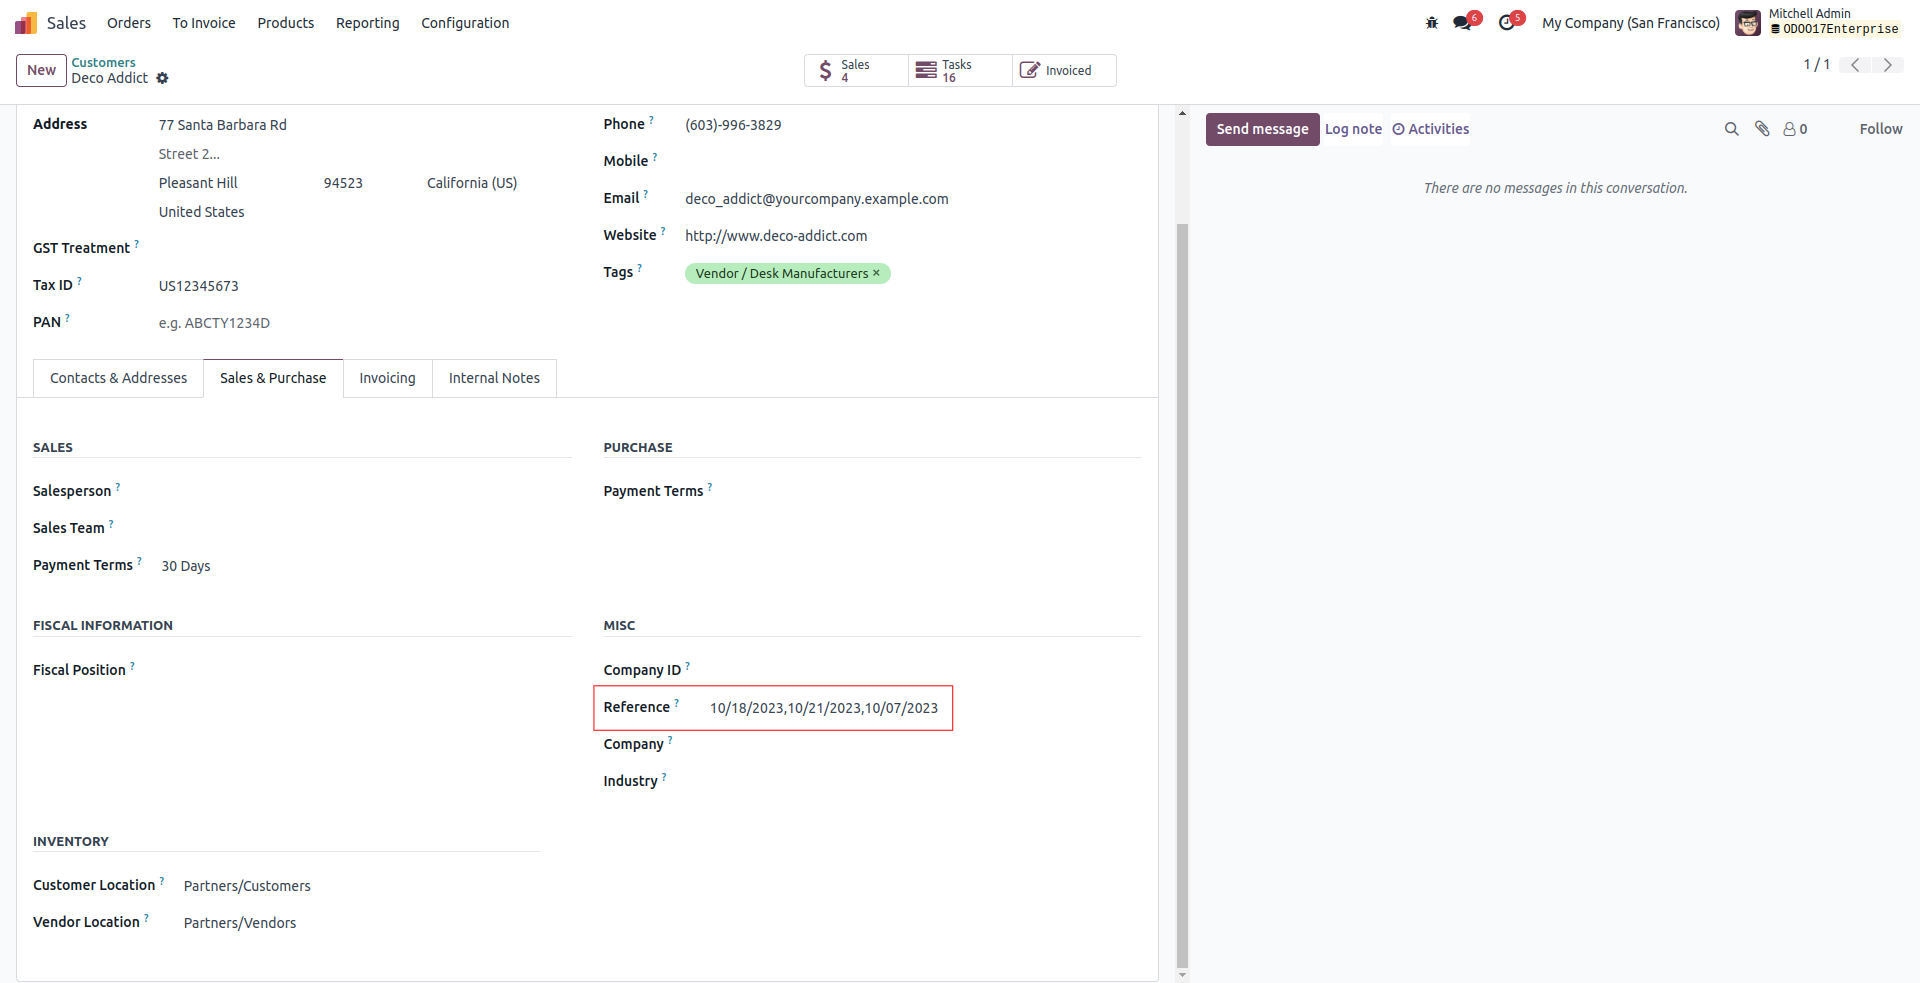 Sales Orders To Invoice Products Reporting Configuration 6 5 My Company (San Francisco) Mitchell Admin
ODOO17Enterprise
New Customers
Deco Addict
Sales
4
Tasks
16
Invoiced
1 / 1
Address 77 Santa Barbara Rd
Street 2...
Pleasant Hill 94523 California (US)
United States
GST Treatment ?
Tax ID ? US12345673
PAN ? e.g. ABCTY1234D
Phone ? (603)-996-3829
Mobile ?
Email ? deco_addict@yourcompany.example.com
Website ? http://www.deco-addict.com
Tags ? Vendor / Desk Manufacturers ×
Send message Log note Activities 0 Follow
There are no messages in this conversation.
Contacts & Addresses Sales & Purchase Invoicing Internal Notes
SALES
Salesperson ?
Sales Team ?
Payment Terms ? 30 Days
PURCHASE
Payment Terms ?
FISCAL INFORMATION
Fiscal Position ?
MISC
Company ID ?
Reference ? 10/18/2023,10/21/2023,10/07/2023
Company ?
Industry ?
INVENTORY
Customer Location ? Partners/Customers
Vendor Location ? Partners/Vendors